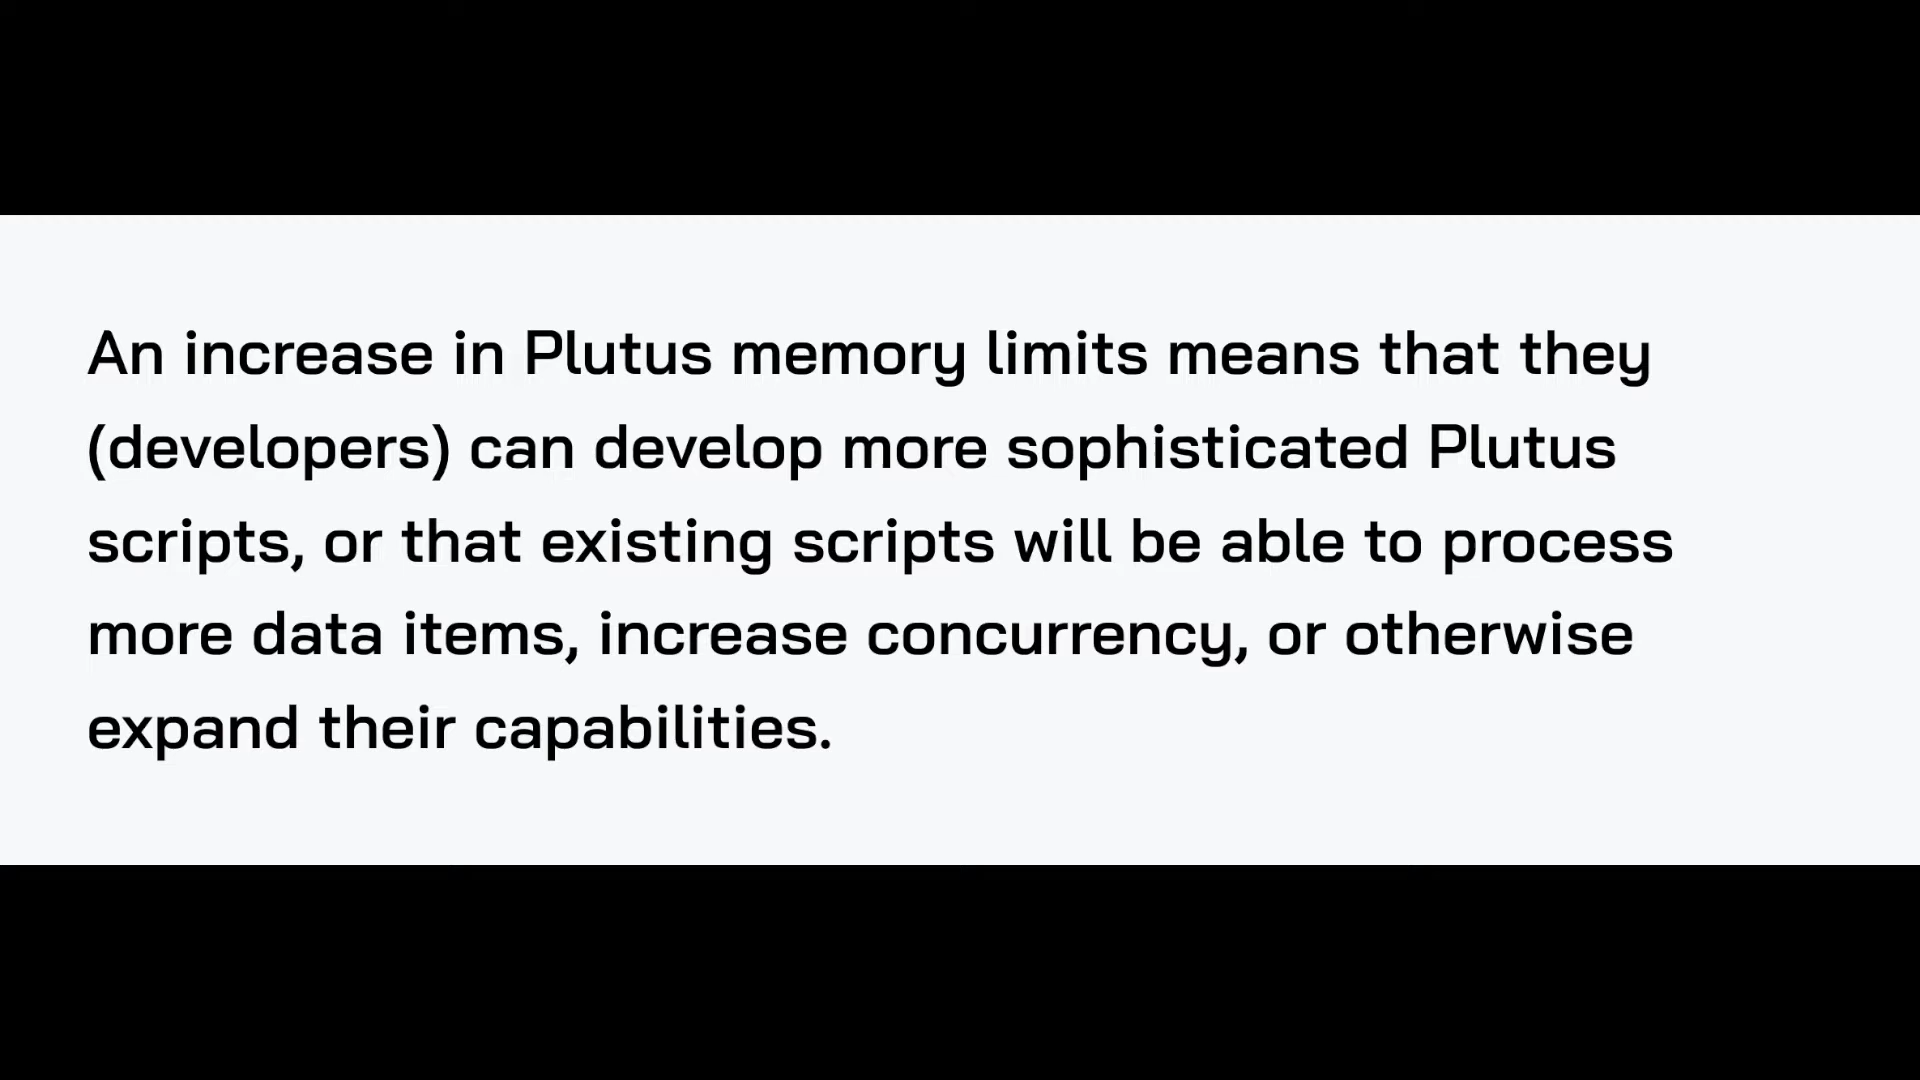 An increase in Plutus memory limits means that they
(developers) can develop more sophisticated Plutus
scripts, or that existing scripts will be able to process
more data items, increase concurrency, or otherwise
expand their capabilities.